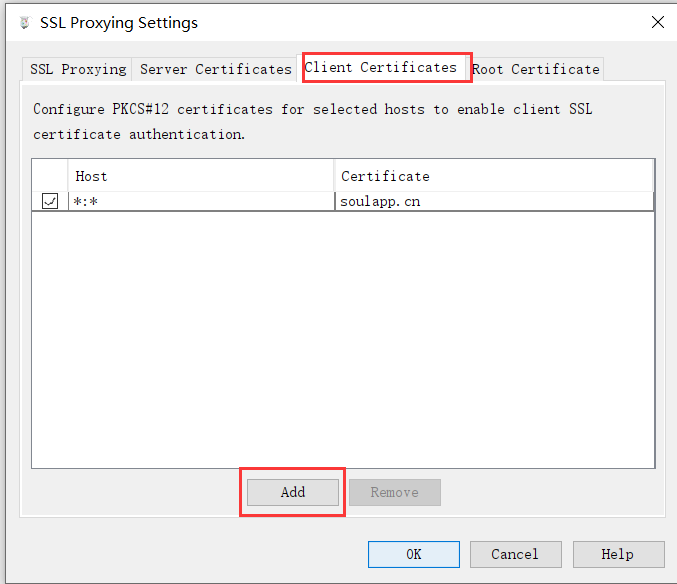 SSL Proxying Settings
SSL Proxying Server Certificates Client Certificates Root Certificate
Configure PKCS#12 certificates for selected hosts to enable client SSL
certificate authentication.
Host Certificate
*:* soulapp.cn
Add Remove
OK Cancel Help